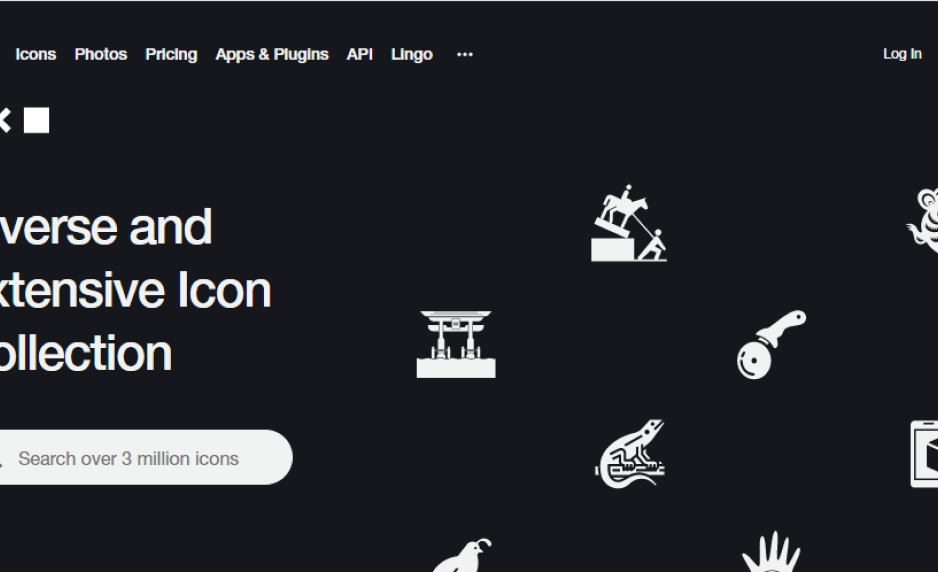 Icons Photos Pricing Apps & Plugins API Lingo ••• Log In
verse and
xtensive Icon
ollection
Search over 3 million icons